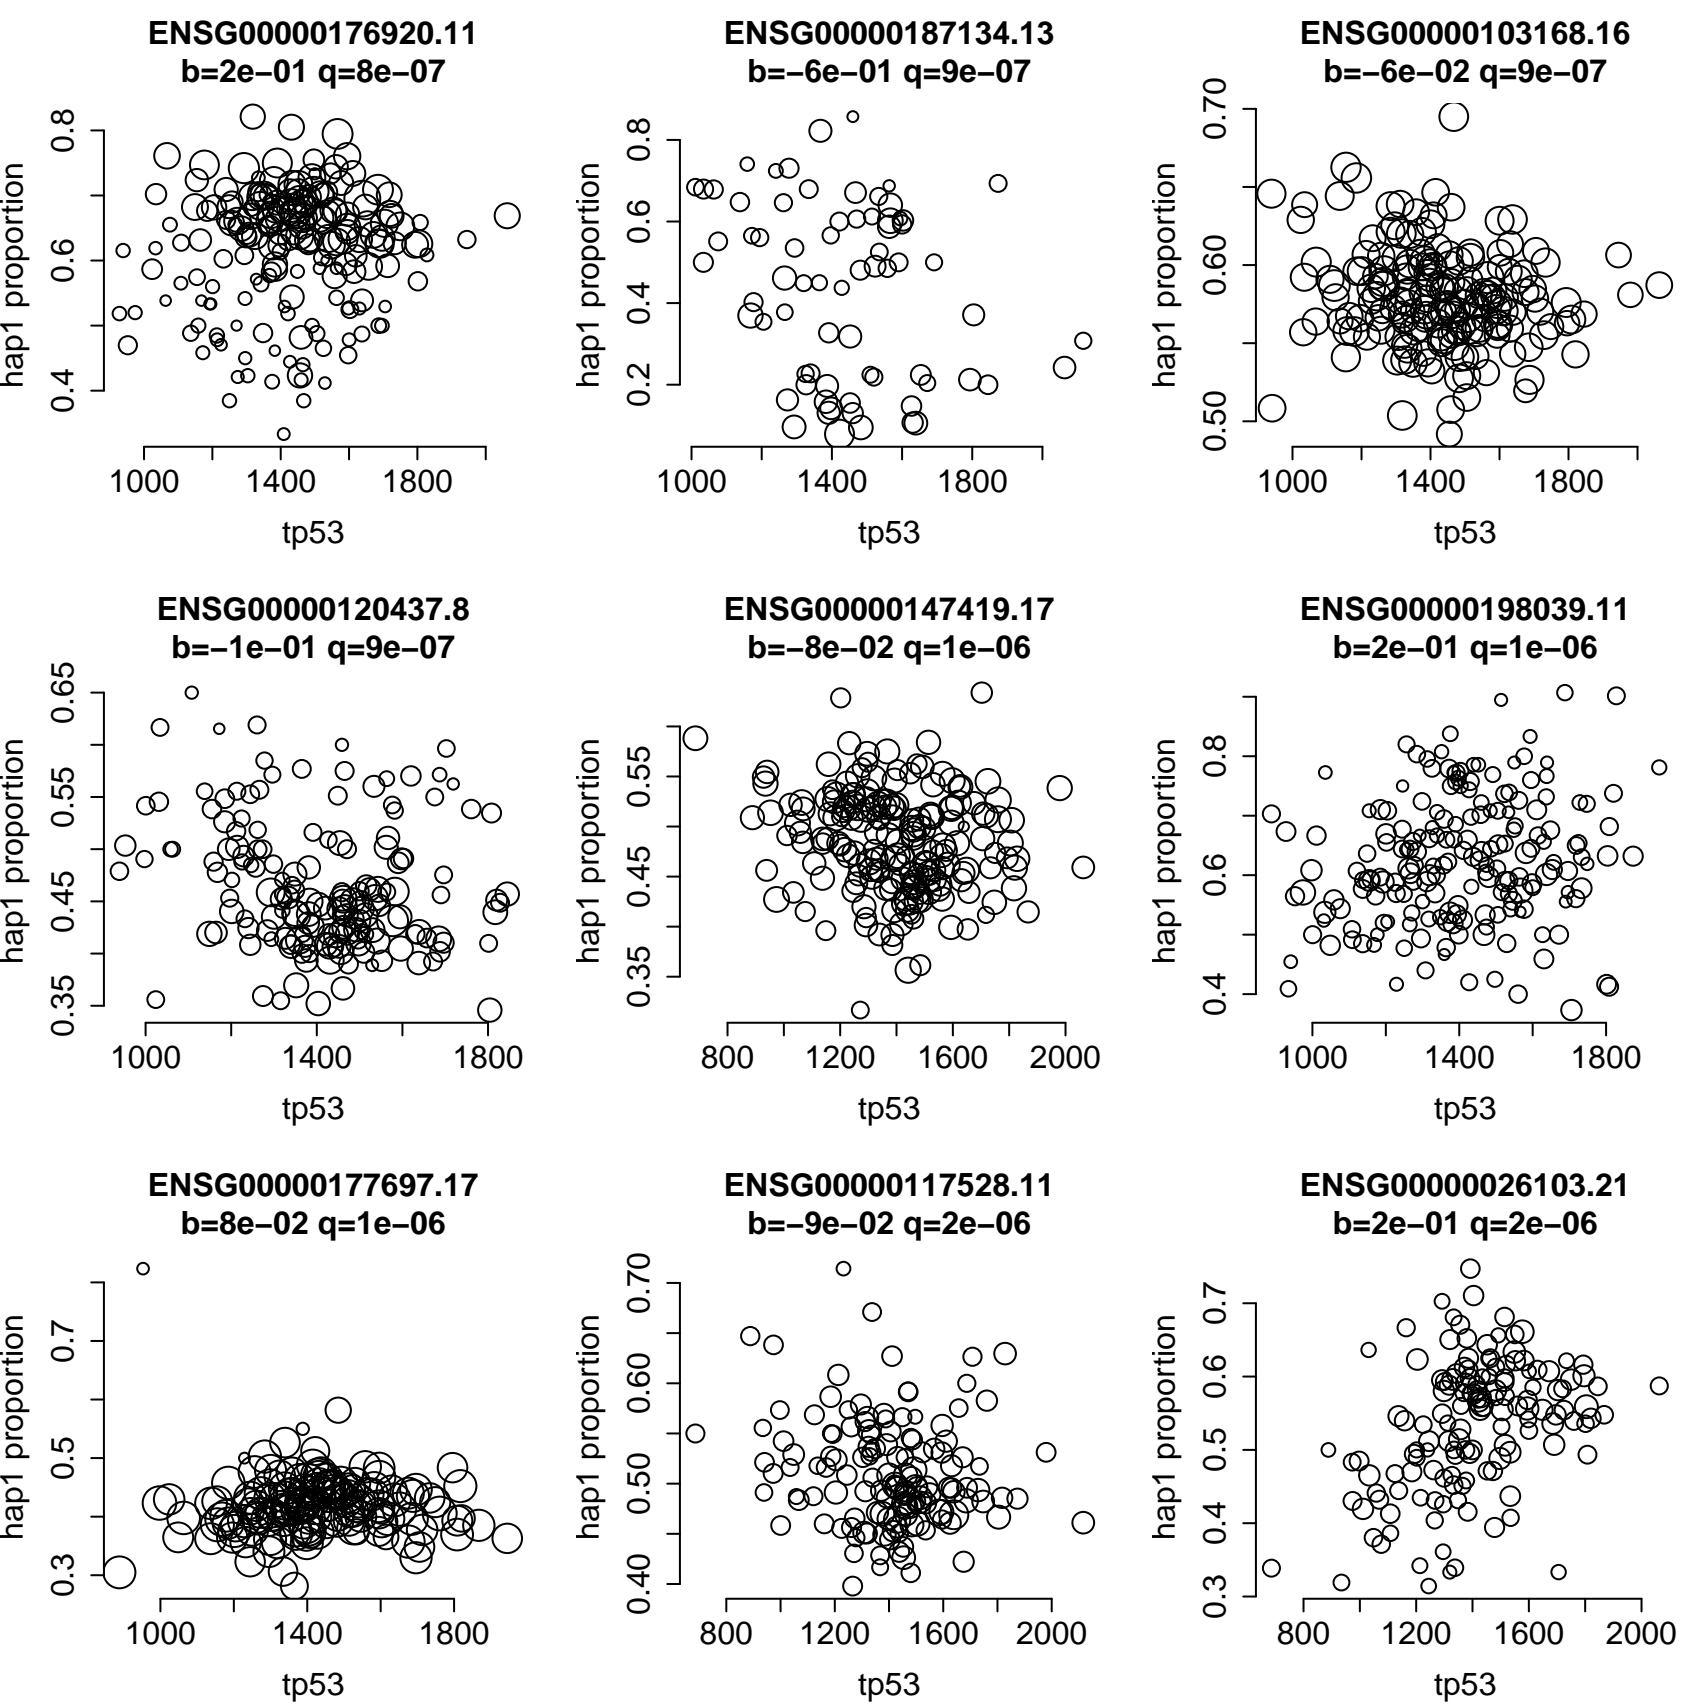 ENSG00000176920.11
b=2e−01 q=8e−07
hap1 proportion
0.4 0.6 0.8
1000 1400 1800
tp53
ENSG00000187134.13
b=−6e−01 q=9e−07
hap1 proportion
0.2 0.4 0.6 0.8
1000 1400 1800
tp53
ENSG00000103168.16
b=−6e−02 q=9e−07
hap1 proportion
0.50 0.60 0.70
1000 1400 1800
tp53
ENSG00000120437.8
b=−1e−01 q=9e−07
hap1 proportion
0.35 0.45 0.55 0.65
1000 1400 1800
tp53
ENSG00000147419.17
b=−8e−02 q=1e−06
hap1 proportion
0.35 0.45 0.55
800 1200 1600 2000
tp53
ENSG00000198039.11
b=2e−01 q=1e−06
hap1 proportion
0.4 0.6 0.8
1000 1400 1800
tp53
ENSG00000177697.17
b=8e−02 q=1e−06
hap1 proportion
0.3 0.5 0.7
1000 1400 1800
tp53
ENSG00000117528.11
b=−9e−02 q=2e−06
hap1 proportion
0.40 0.50 0.60 0.70
800 1200 1600 2000
tp53
ENSG00000026103.21
b=2e−01 q=2e−06
hap1 proportion
0.3 0.4 0.5 0.6 0.7
800 1200 1600 2000
tp53